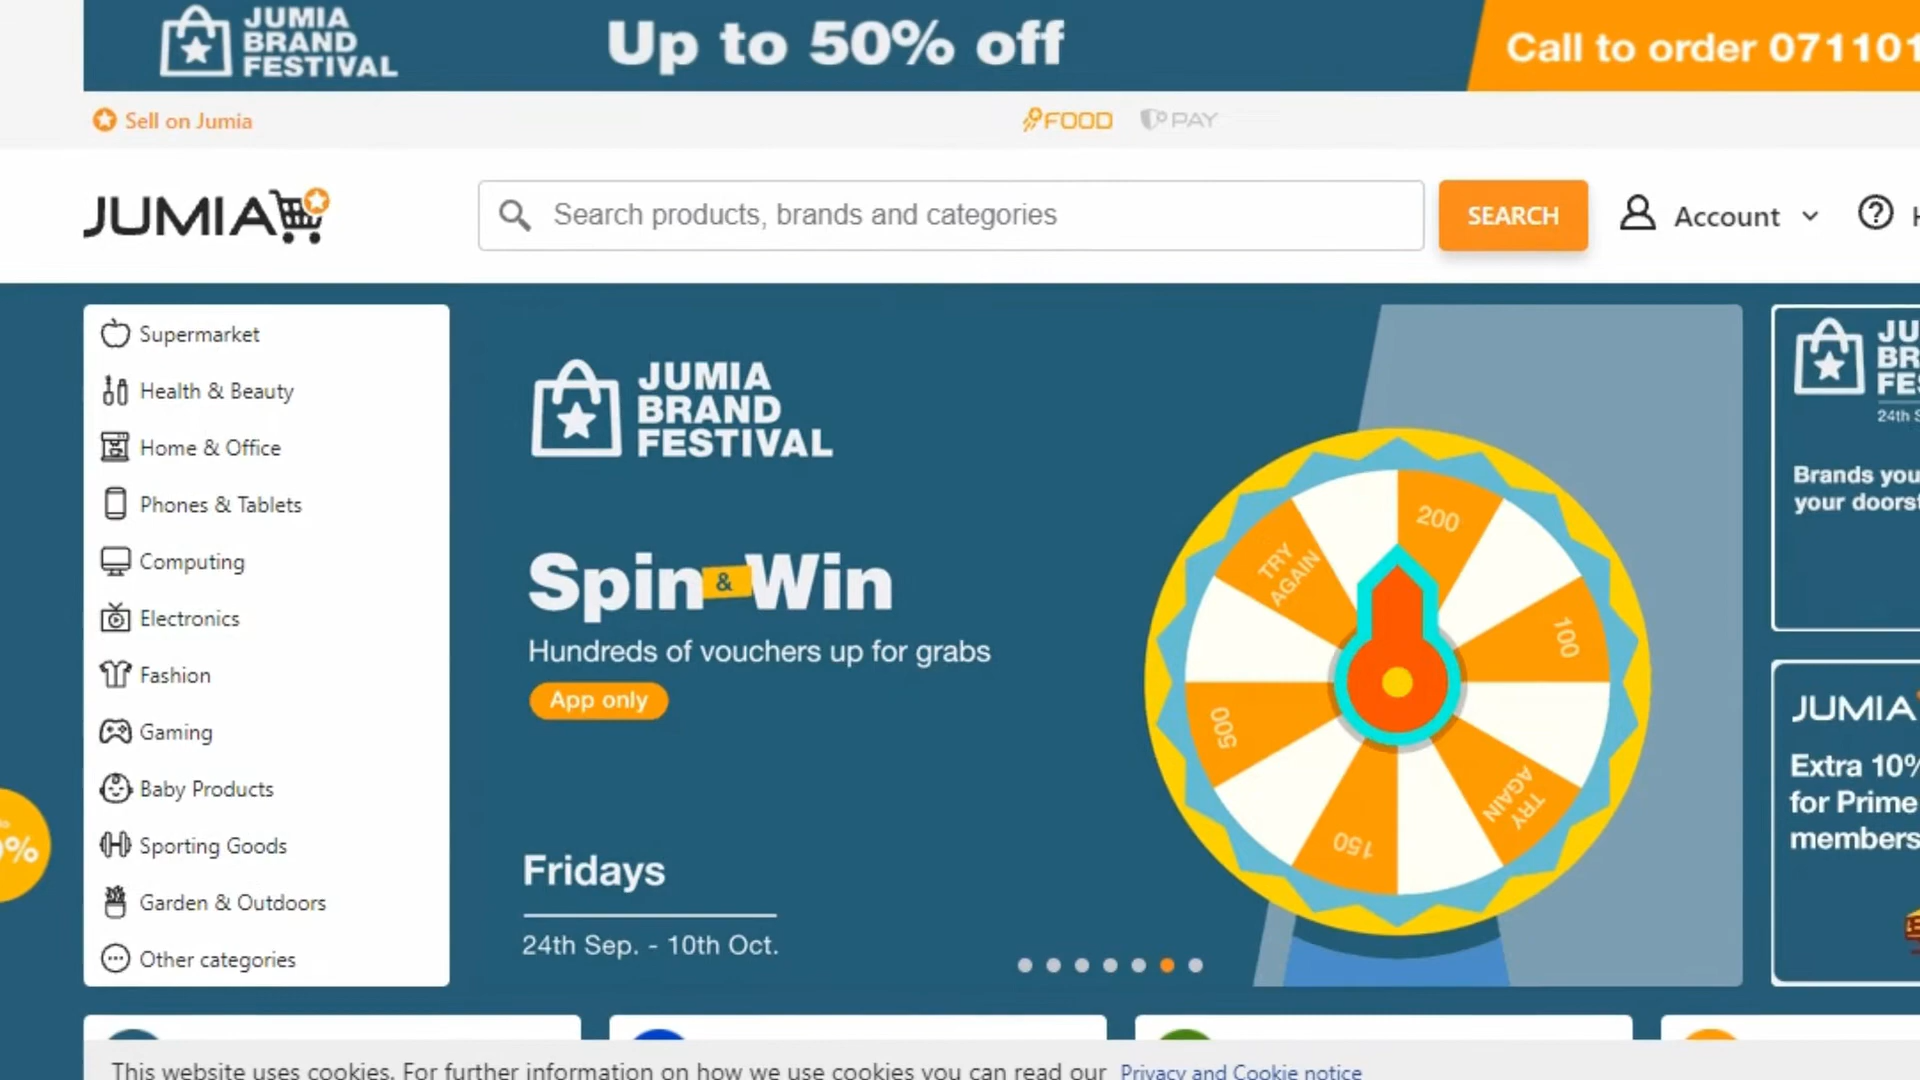 JUMIA
BRAND
FESTIVAL
Up to 50% off
Call to order 071101
Sell on Jumia
FOOD
PAY
JUMIA
Search products, brands and categories
SEARCH
Account
Supermarket
Health & Beauty
Home & Office
Phones & Tablets
Computing
Electronics
Fashion
Gaming
Baby Products
Sporting Goods
Garden & Outdoors
Other categories
JUMIA
BRAND
FESTIVAL
Spin & Win
Hundreds of vouchers up for grabs
App only
Fridays
24th Sep. - 10th Oct.
200
100
TRY
AGAIN
150
500
TRY
AGAIN
24th
Brands you
your
JUMIA
Extra 10%
for Prime
members
%
This website uses cookies. For further information on how we use cookies you can read our Privacy and Cookie notice